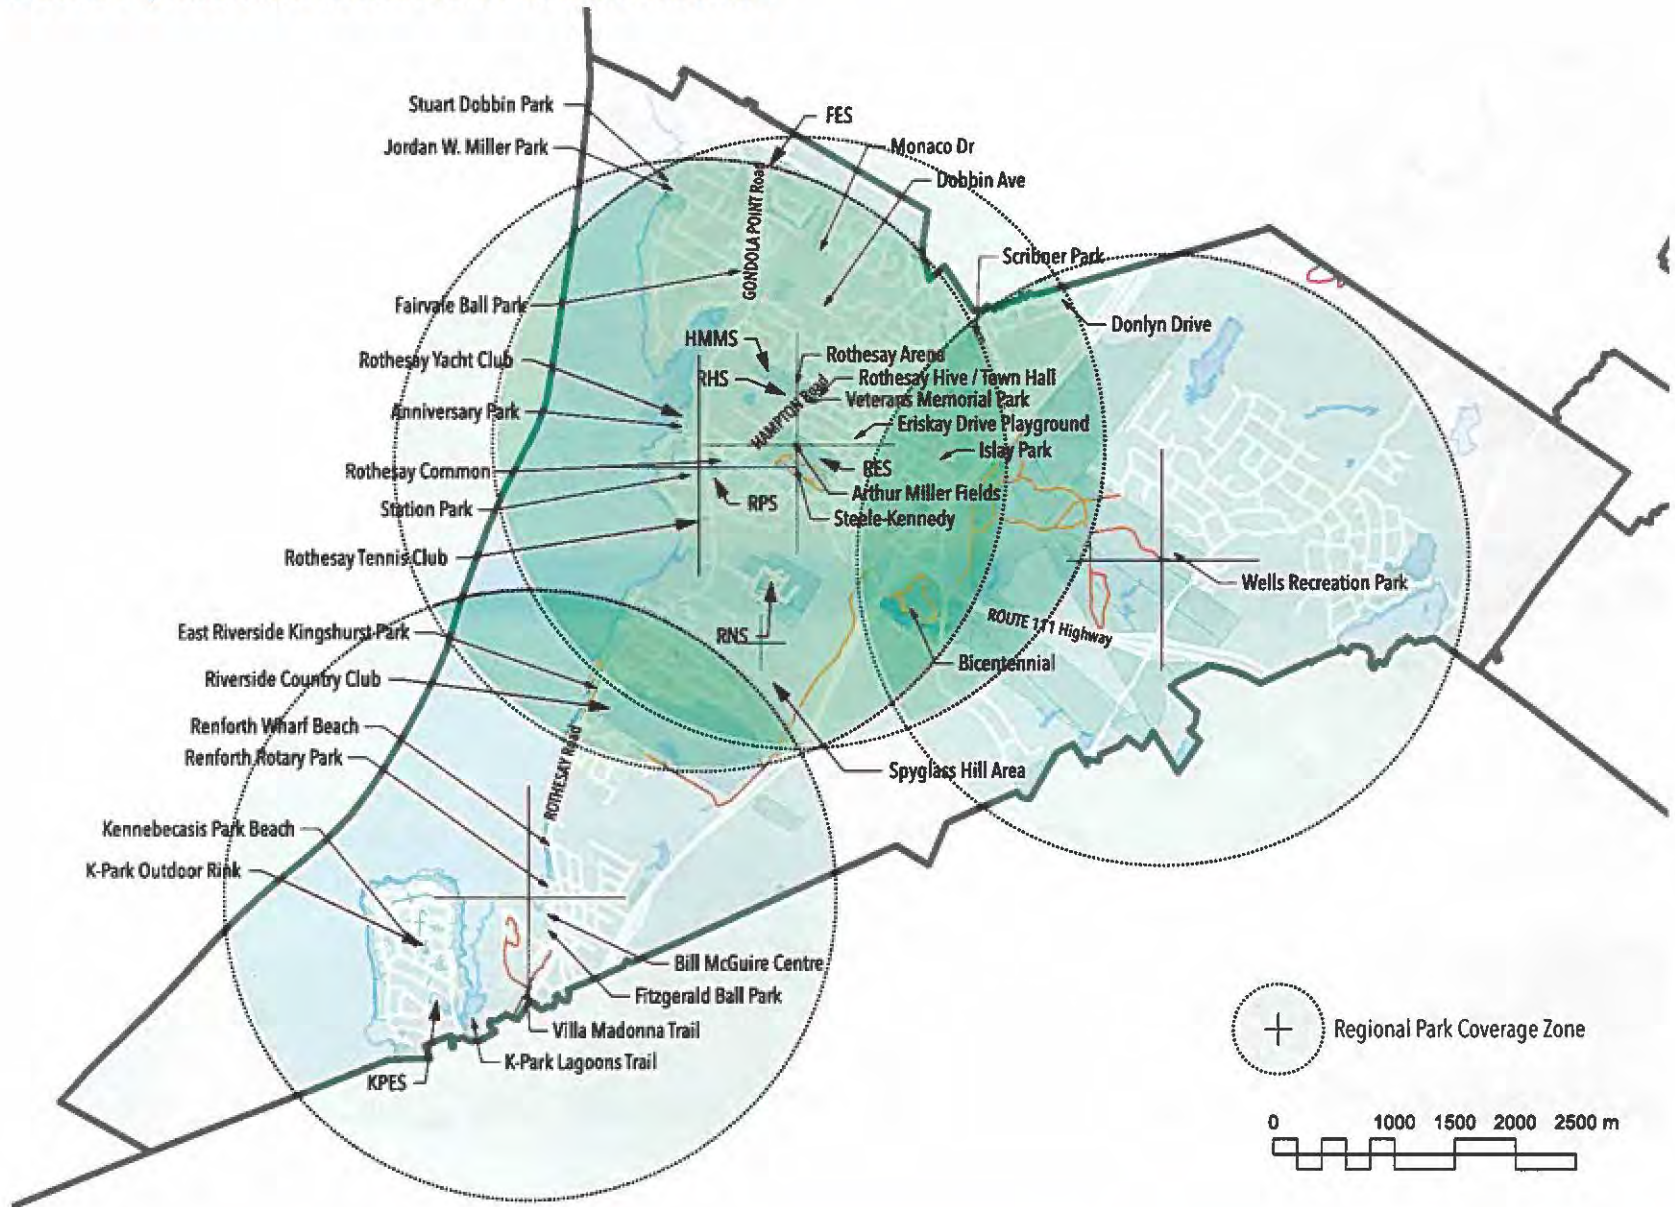 Stuart Dobbin Park
FES
Jordan W. Miller Park
Monaco Dr
Dobbin Ave
GONDOLA POINT Road
Scribner Park
Fairvale Ball Park
Donlyn Drive
HMMS
Rothesay Arena
Rothesay Yacht Club
RHS
Rothesay Hive / Town Hall
HAMPTON Road
Veterans Memorial Park
Anniversary Park
Eriskay Drive Playground
Islay Park
Rothesay Common
RES
Arthur Miller Fields
Station Park
RPS
Steele-Kennedy
Rothesay Tennis Club
Wells Recreation Park
East Riverside Kingshurst Park
RNS
ROUTE 111 Highway
Bicentennial
Riverside Country Club
Renforth Wharf Beach
Renforth Rotary Park
ROTHESAY Road
Spyglass Hill Area
Kennebecasis Park Beach
K-Park Outdoor Rink
Bill McGuire Centre
Fitzgerald Ball Park
Villa Madonna Trail
K-Park Lagoons Trail
KPES
Regional Park Coverage Zone
0 1000 1500 2000 2500 m